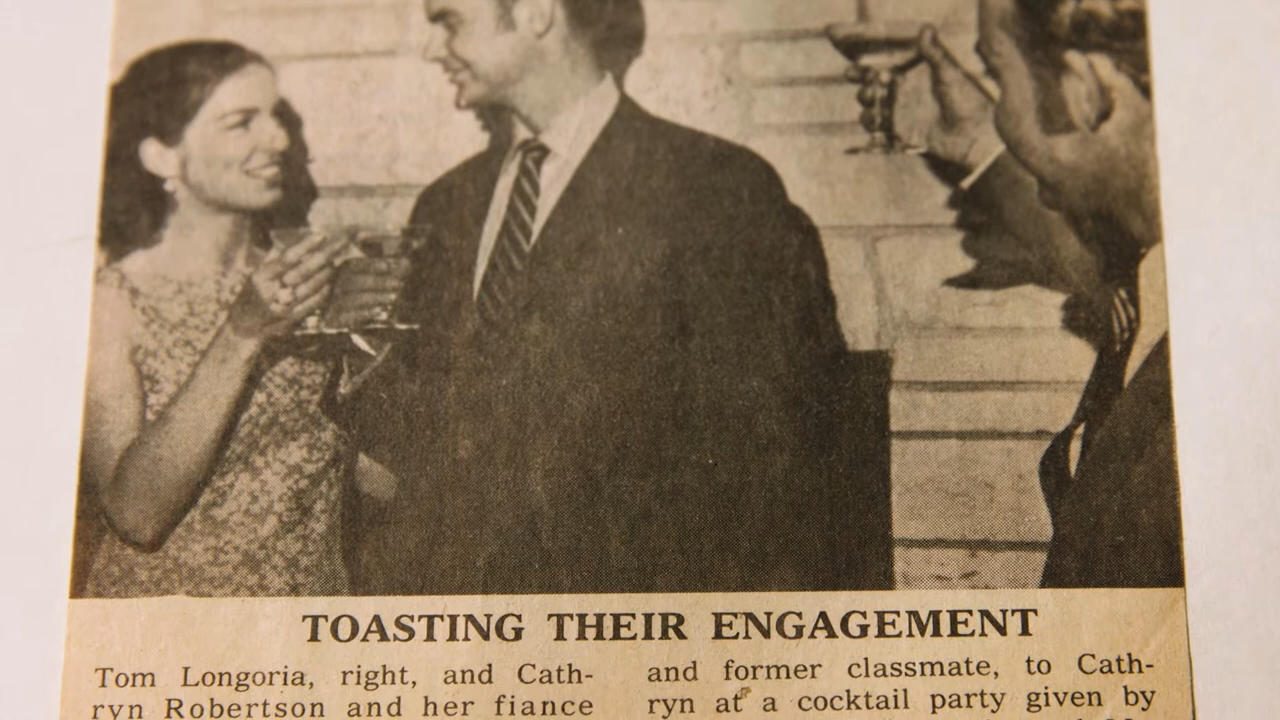 TOASTING THEIR ENGAGEMENT
Tom Longoria, right, and Cath-
ryn Robertson and her fiance
and former classmate, to Cath-
ryn at a cocktail party given by